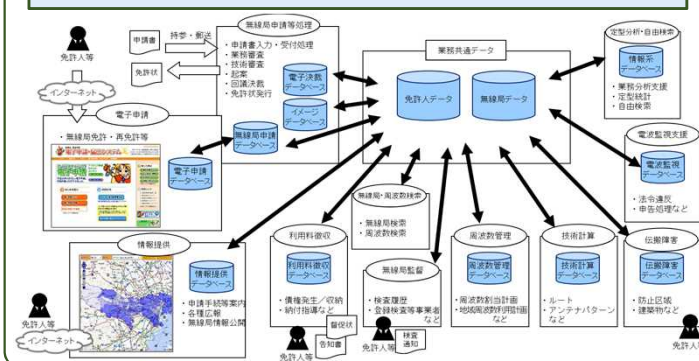 免許人等
申請書
免許状
持参・郵送
インターネット
無線局申請等処理
・申請書入力・受付処理
・業務審査
・技術審査
・起案
・回議決裁
・免許状発行
電子決裁
データベース
イメージ
データベース
無線局申請
データベース
業務共通データ
免許人データ
無線局データ
定型分析・自由検索
情報系
データベース
・業務分析支援
・定型統計
・自由検索
電子申請
・無線局免許・再免許等
電子申請
データベース
電波監視支援
電波監視
データベース
・法令違反
・申告処理など
無線局・周波数検索
・無線局検索
・周波数検索
情報提供
情報提供
データベース
・申請手続等案内
・各種広報
・無線局情報公開
免許人等
インターネット
利用料徴収
利用料徴収
データベース
・債権発生/収納
・納付指導など
免許人等
督促状
告知書
無線局監督
・検査履歴
・登録検査等事業者
など
免許人等
検査
通知
周波数管理
周波数管理
データベース
・周波数割当計画
・地域周波数利用計画
など
技術計算
技術計算
データベース
・ルート
・アンテナパターン
など
伝搬障害
伝搬障害
データベース
・防止区域
・建築物など
免許人等